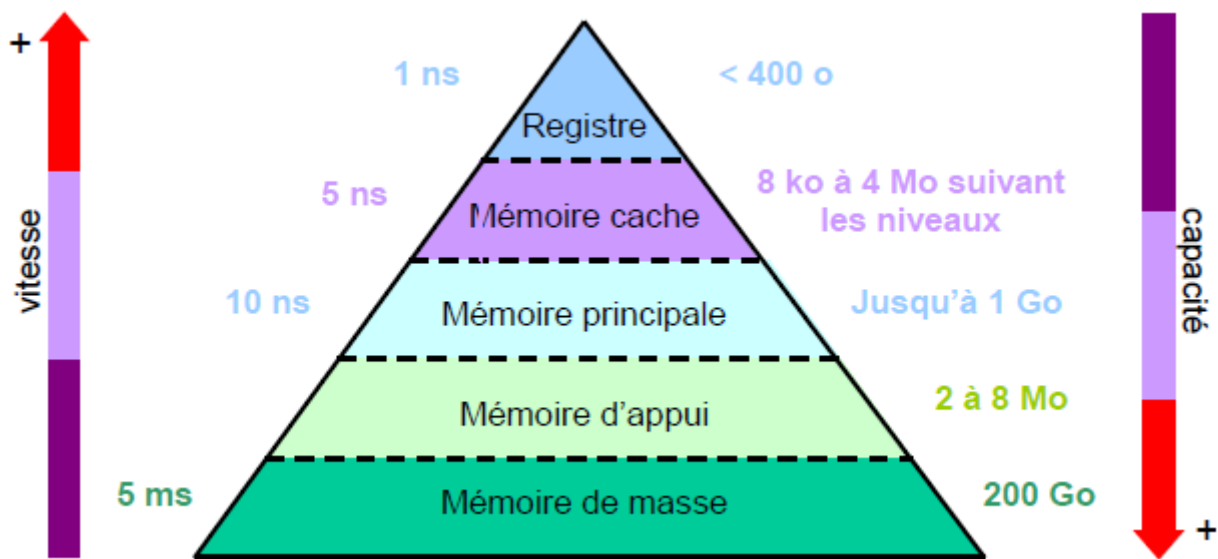 +
vitesse
1 ns
Registre
< 400 o
5 ns
Mémoire cache
8 ko à 4 Mo suivant
les niveaux
10 ns
Mémoire principale
Jusqu'à 1 Go
Mémoire d'appui
2 à 8 Mo
5 ms
Mémoire de masse
200 Go
capacité
+